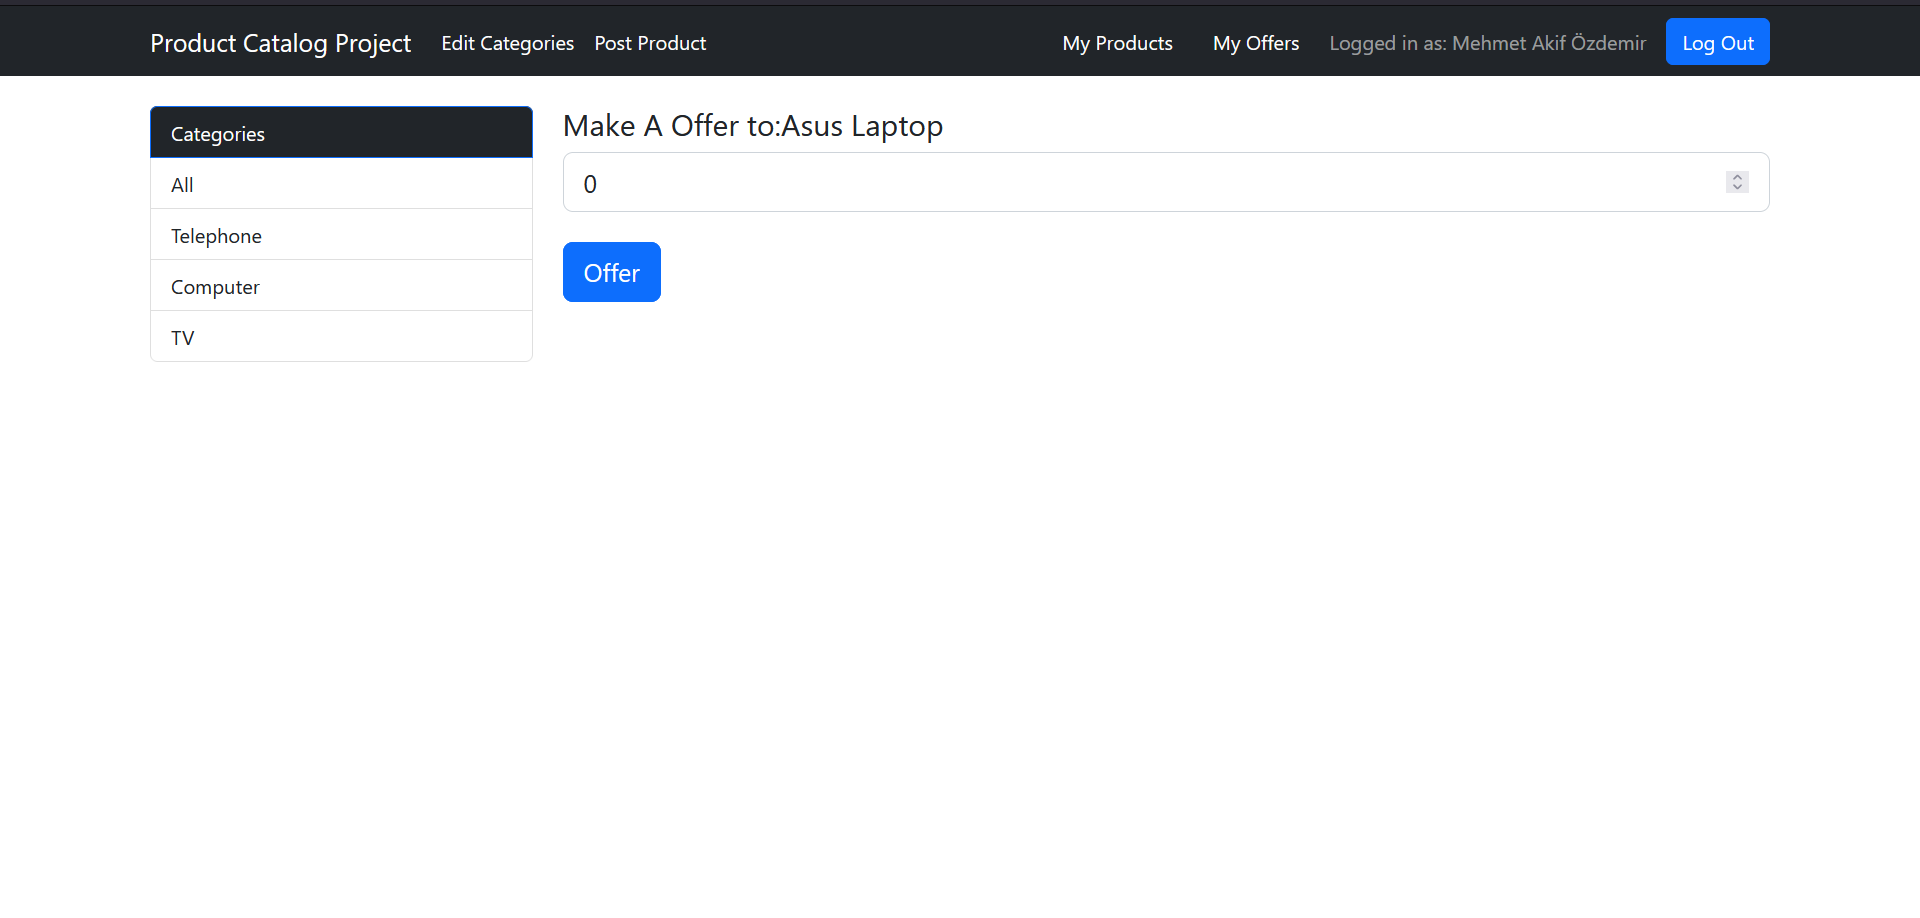 Product Catalog Project Edit Categories Post Product My Products My Offers Logged in as: Mehmet Akif Özdemir Log Out
Categories
All
Telephone
Computer
TV
Make A Offer to:Asus Laptop
0
Offer